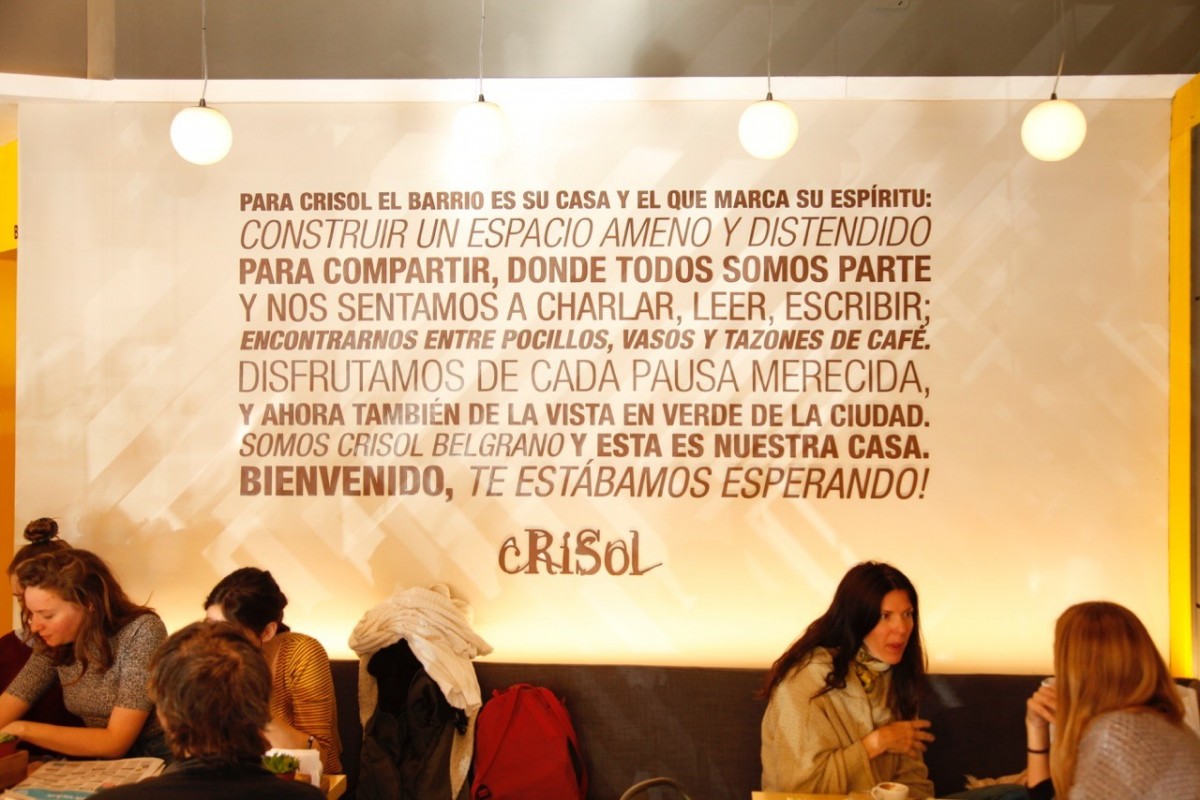 PARA CRISOL EL BARRIO ES SU CASA Y EL QUE MARCA SU ESPÍRITU:
CONSTRUIR UN ESPACIO AMENO Y DISTENDIDO
PARA COMPARTIR, DONDE TODOS SOMOS PARTE
Y NOS SENTAMOS A CHARLAR, LEER, ESCRIBIR;
ENCONTRARNOS ENTRE POCILLOS, VASOS Y TAZONES DE CAFÉ.
DISFRUTAMOS DE CADA PAUSA MERECIDA,
Y AHORA TAMBIÉN DE LA VISTA EN VERDE DE LA CIUDAD.
SOMOS CRISOL BELGRANO Y ESTA ES NUESTRA CASA.
BIENVENIDO, TE ESTÁBAMOS ESPERANDO!
cRiSoL